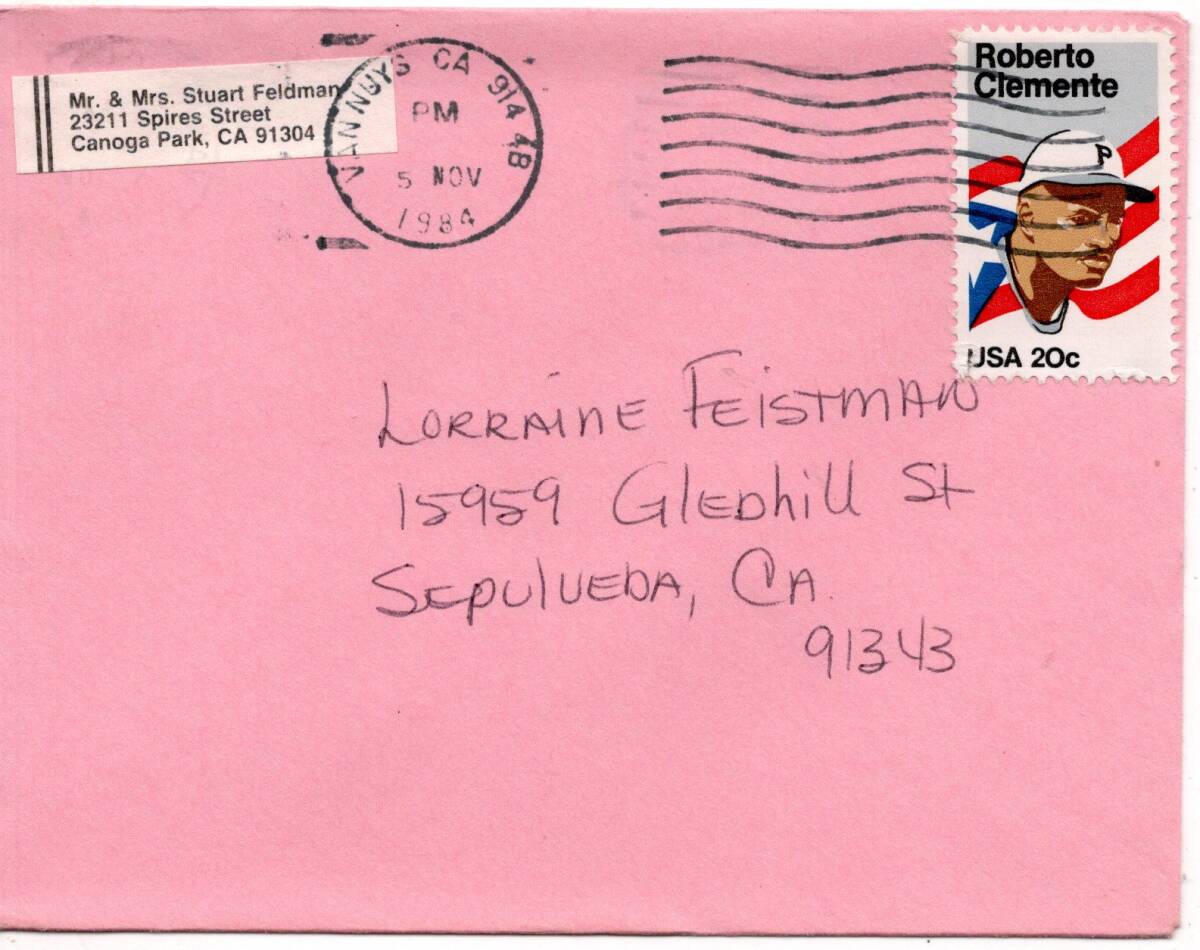 Mr. & Mrs. Stuart Feldman
23211 Spires Street
Canoga Park, CA 91304
VAN NUYS CA 914 4B
PM
5 NOV
1984
Roberto
Clemente
P
USA 20c
LORRAINE FEISTMAN
15959 GLEDhill St
SEPULVEDA, CA.
91343